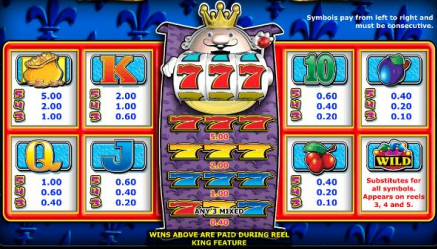 Symbols pay from left to right and
must be consecutive.
5 5.00
4 2.00
3 1.00
K
5 2.00
4 1.00
3 0.60
777
10
5 0.60
4 0.40
3 0.20
5 0.40
4 0.20
3 0.10
777
5.00
777
2.00
777
1.00
ANY 3 MIXED
0.40
Q
5 1.00
4 0.60
3 0.40
J
5 0.60
4 0.40
3 0.20
5 0.40
4 0.20
3 0.10
WILD
Substitutes for
all symbols.
Appears on reels
3, 4 and 5.
WINS ABOVE ARE PAID DURING REEL
KING FEATURE